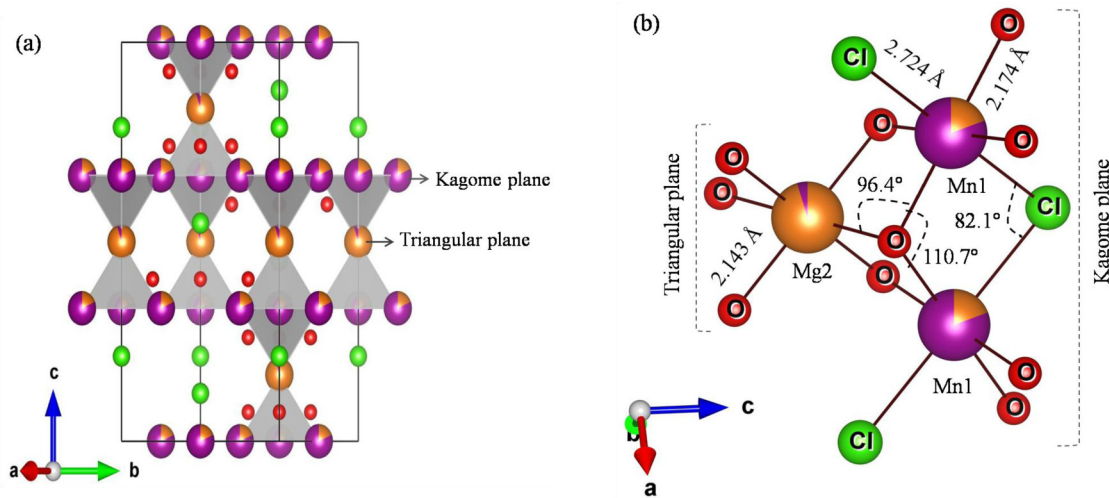 (a)
Kagome plane
Triangular plane
c
a
b
(b)
O
Cl
2.724 Å
2.174 Å
O
O
O
Mn1
O
96.4°
Cl
O
82.1°
Triangular plane
Kagome plane
2.143 Å
O
110.7°
Mg2
O
O
Mn1
O
O
Cl
c
b
a